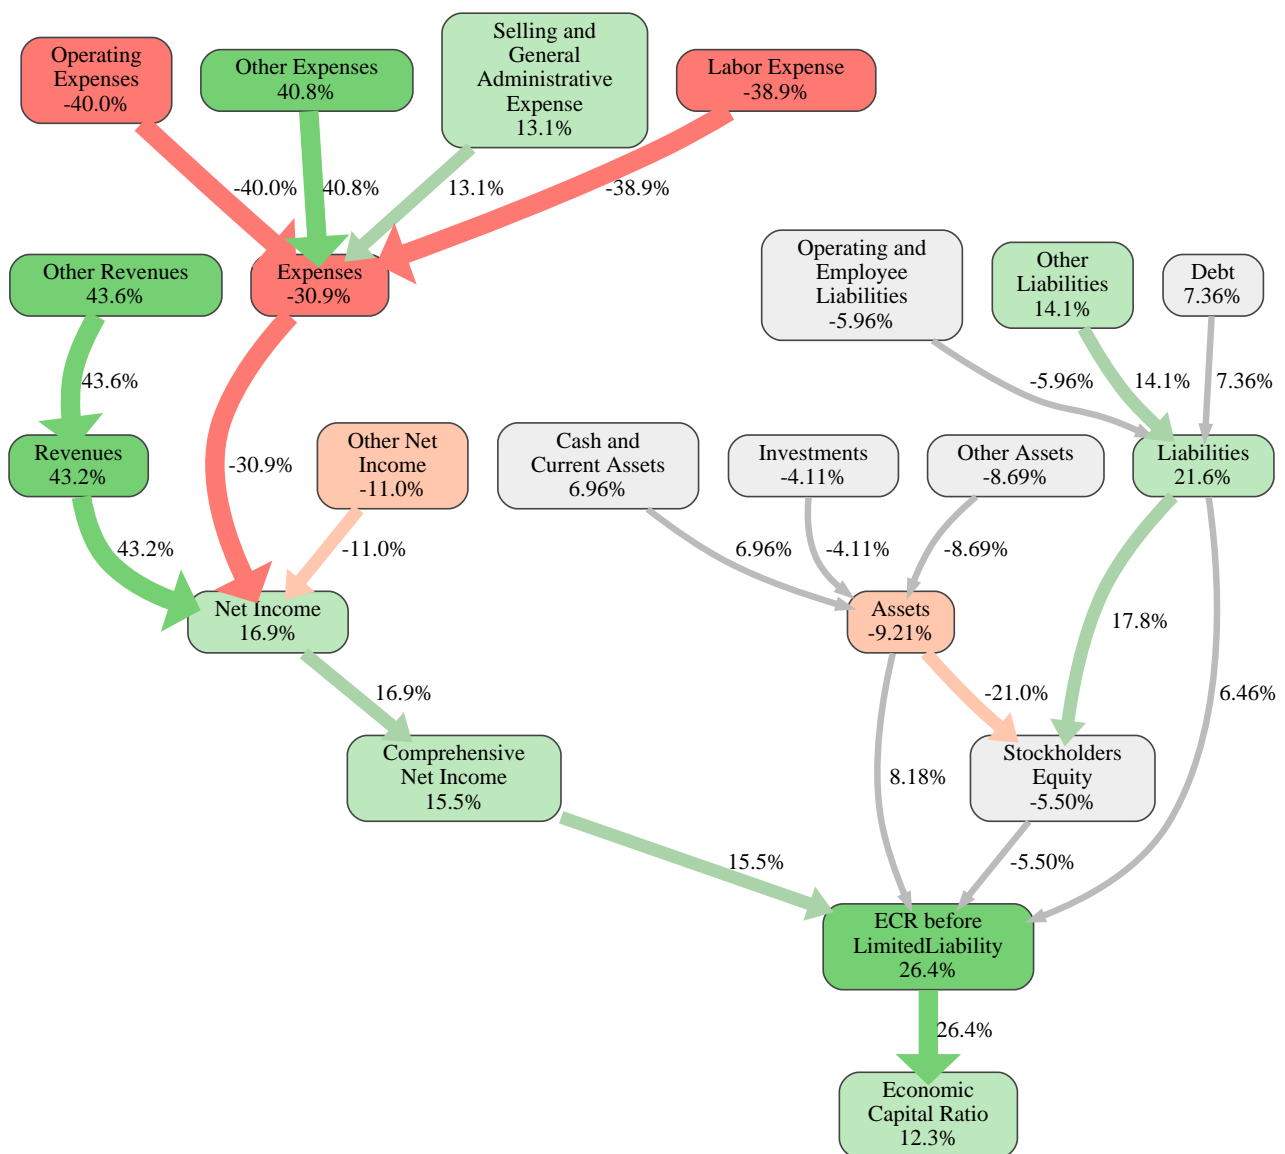 Operating
Expenses
-40.0%
Other Expenses
40.8%
Selling and
General
Administrative
Expense
13.1%
Labor Expense
-38.9%
-40.0%
40.8%
13.1%
-38.9%
Other Revenues
43.6%
Expenses
-30.9%
Operating and
Employee
Liabilities
-5.96%
Other
Liabilities
14.1%
Debt
7.36%
43.6%
-5.96%
14.1%
7.36%
Revenues
43.2%
-30.9%
Other Net
Income
-11.0%
Cash and
Current Assets
6.96%
Investments
-4.11%
Other Assets
-8.69%
Liabilities
21.6%
43.2%
-11.0%
6.96%
-4.11%
-8.69%
Net Income
16.9%
Assets
-9.21%
17.8%
16.9%
-21.0%
6.46%
Comprehensive
Net Income
15.5%
8.18%
Stockholders
Equity
-5.50%
15.5%
-5.50%
ECR before
LimitedLiability
26.4%
26.4%
Economic
Capital Ratio
12.3%